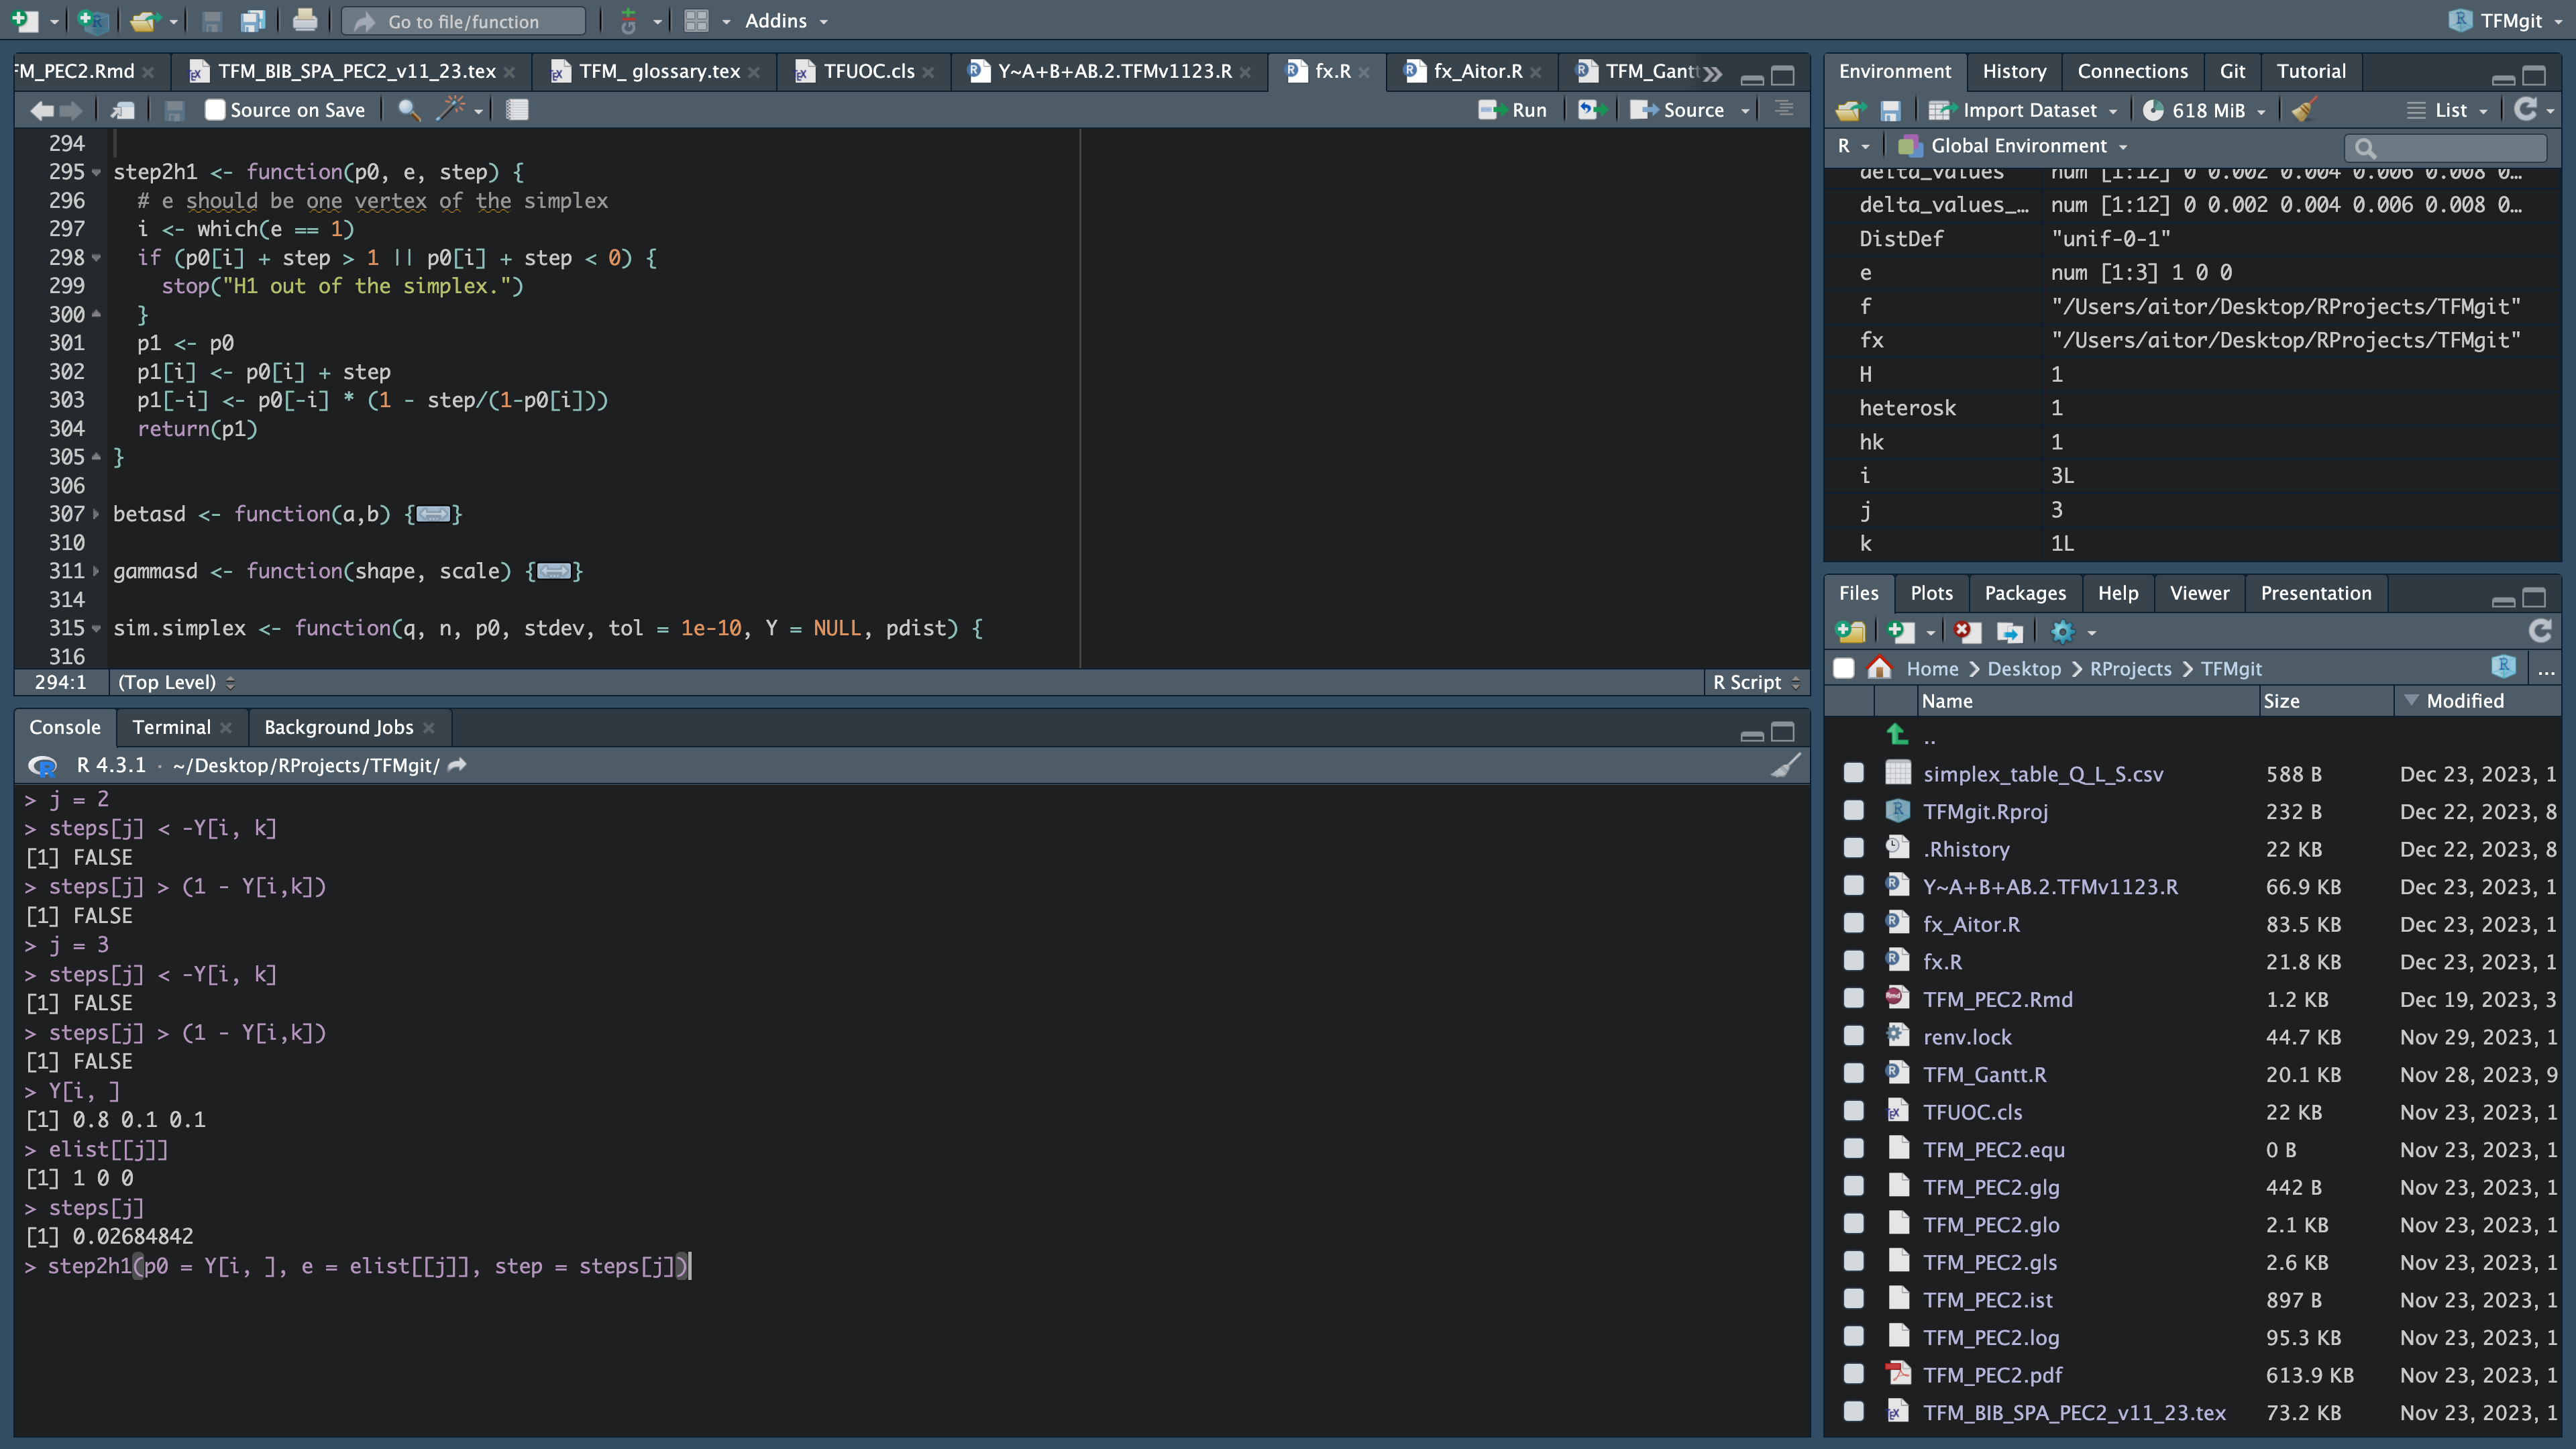 Go to file/function
Addins
TFMgit
FM_PEC2.Rmd
TFM_BIB_SPA_PEC2_v11_23.tex
TFM_ glossary.tex
TFUOC.cls
Y~A+B+AB.2.TFMv1123.R
fx.R
fx_Aitor.R
TFM_Gant
Source on Save
Run
Source
294
295 step2h1 <- function(p0, e, step) {
296 # e should be one vertex of the simplex
297 i <- which(e == 1)
298 if (p0[i] + step > 1 || p0[i] + step < 0) {
299 stop("H1 out of the simplex.")
300 }
301 p1 <- p0
302 p1[i] <- p0[i] + step
303 p1[-i] <- p0[-i] * (1 - step/(1-p0[i]))
304 return(p1)
305 }
306
307 betasd <- function(a,b) {}
310
311 gammasd <- function(shape, scale) {}
314
315 sim.simplex <- function(q, n, p0, stdev, tol = 1e-10, Y = NULL, pdist) {
316
294:1 (Top Level)
R Script
Console
Terminal
Background Jobs
R 4.3.1 · ~/Desktop/RProjects/TFMgit/
> j = 2
> steps[j] < -Y[i, k]
[1] FALSE
> steps[j] > (1 - Y[i,k])
[1] FALSE
> j = 3
> steps[j] < -Y[i, k]
[1] FALSE
> steps[j] > (1 - Y[i,k])
[1] FALSE
> Y[i, ]
[1] 0.8 0.1 0.1
> elist[[j]]
[1] 1 0 0
> steps[j]
[1] 0.02684842
> step2h1(p0 = Y[i, ], e = elist[[j]], step = steps[j])
Environment
History
Connections
Git
Tutorial
Import Dataset
618 MiB
List
R
Global Environment
delta_values num [1:12] 0 0.002 0.004 0.006 0.008 0…
delta_values_… num [1:12] 0 0.002 0.004 0.006 0.008 0…
DistDef "unif-0-1"
e num [1:3] 1 0 0
f "/Users/aitor/Desktop/RProjects/TFMgit"
fx "/Users/aitor/Desktop/RProjects/TFMgit"
H 1
heterosk 1
hk 1
i 3L
j 3
k 1L
Files
Plots
Packages
Help
Viewer
Presentation
Home
Desktop
RProjects
TFMgit
...
Name Size Modified
..
simplex_table_Q_L_S.csv 588 B Dec 23, 2023, 1
TFMgit.Rproj 232 B Dec 22, 2023, 8
.Rhistory 22 KB Dec 22, 2023, 8
Y~A+B+AB.2.TFMv1123.R 66.9 KB Dec 23, 2023, 1
fx_Aitor.R 83.5 KB Dec 23, 2023, 1
fx.R 21.8 KB Dec 23, 2023, 1
TFM_PEC2.Rmd 1.2 KB Dec 19, 2023, 3
renv.lock 44.7 KB Nov 29, 2023, 1
TFM_Gantt.R 20.1 KB Nov 28, 2023, 9
TFUOC.cls 22 KB Nov 23, 2023, 1
TFM_PEC2.equ 0 B Nov 23, 2023, 1
TFM_PEC2.glg 442 B Nov 23, 2023, 1
TFM_PEC2.glo 2.1 KB Nov 23, 2023, 1
TFM_PEC2.gls 2.6 KB Nov 23, 2023, 1
TFM_PEC2.ist 897 B Nov 23, 2023, 1
TFM_PEC2.log 95.3 KB Nov 23, 2023, 1
TFM_PEC2.pdf 613.9 KB Nov 23, 2023, 1
TFM_BIB_SPA_PEC2_v11_23.tex 73.2 KB Nov 23, 2023, 1